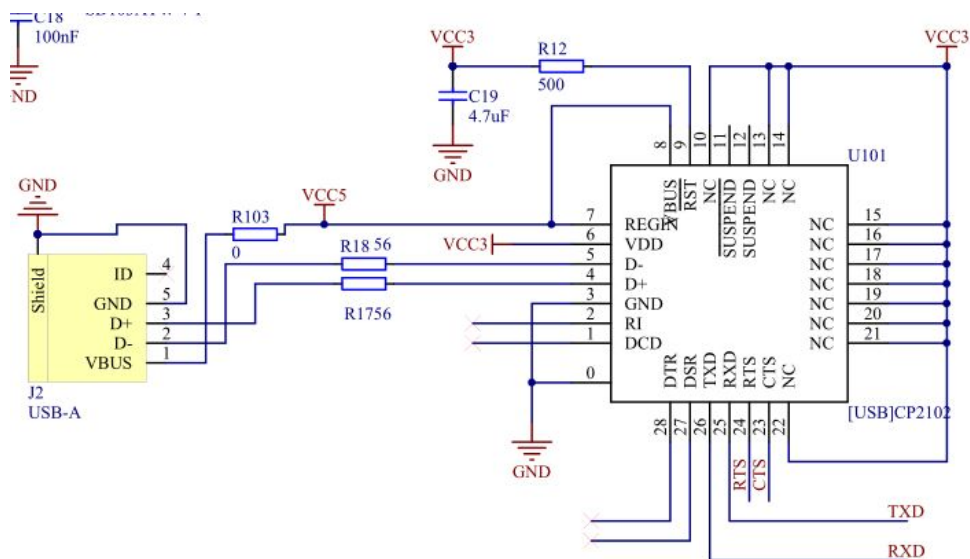 C18
100nF
GND
VCC3
R12
500
C19
4.7uF
GND
VCC3
8
9
10
11
12
13
14
U101
VBUS
RST
NC
SUSPEND
SUSPEND
NC
NC
GND
R103
0
VCC5
R18 56
VCC3
R1756
7 REGIN
6 VDD
5 D-
4 D+
3 GND
2 RI
1 DCD
0
NC 15
NC 16
NC 17
NC 18
NC 19
NC 20
NC 21
Shield
ID 4
GND 5
D+ 3
D- 2
VBUS 1
J2
USB-A
DTR
DSR
TXD
RXD
RTS
CTS
NC
[USB]CP2102
28
27
26
25
24
23
22
GND
RTS
CTS
TXD
RXD